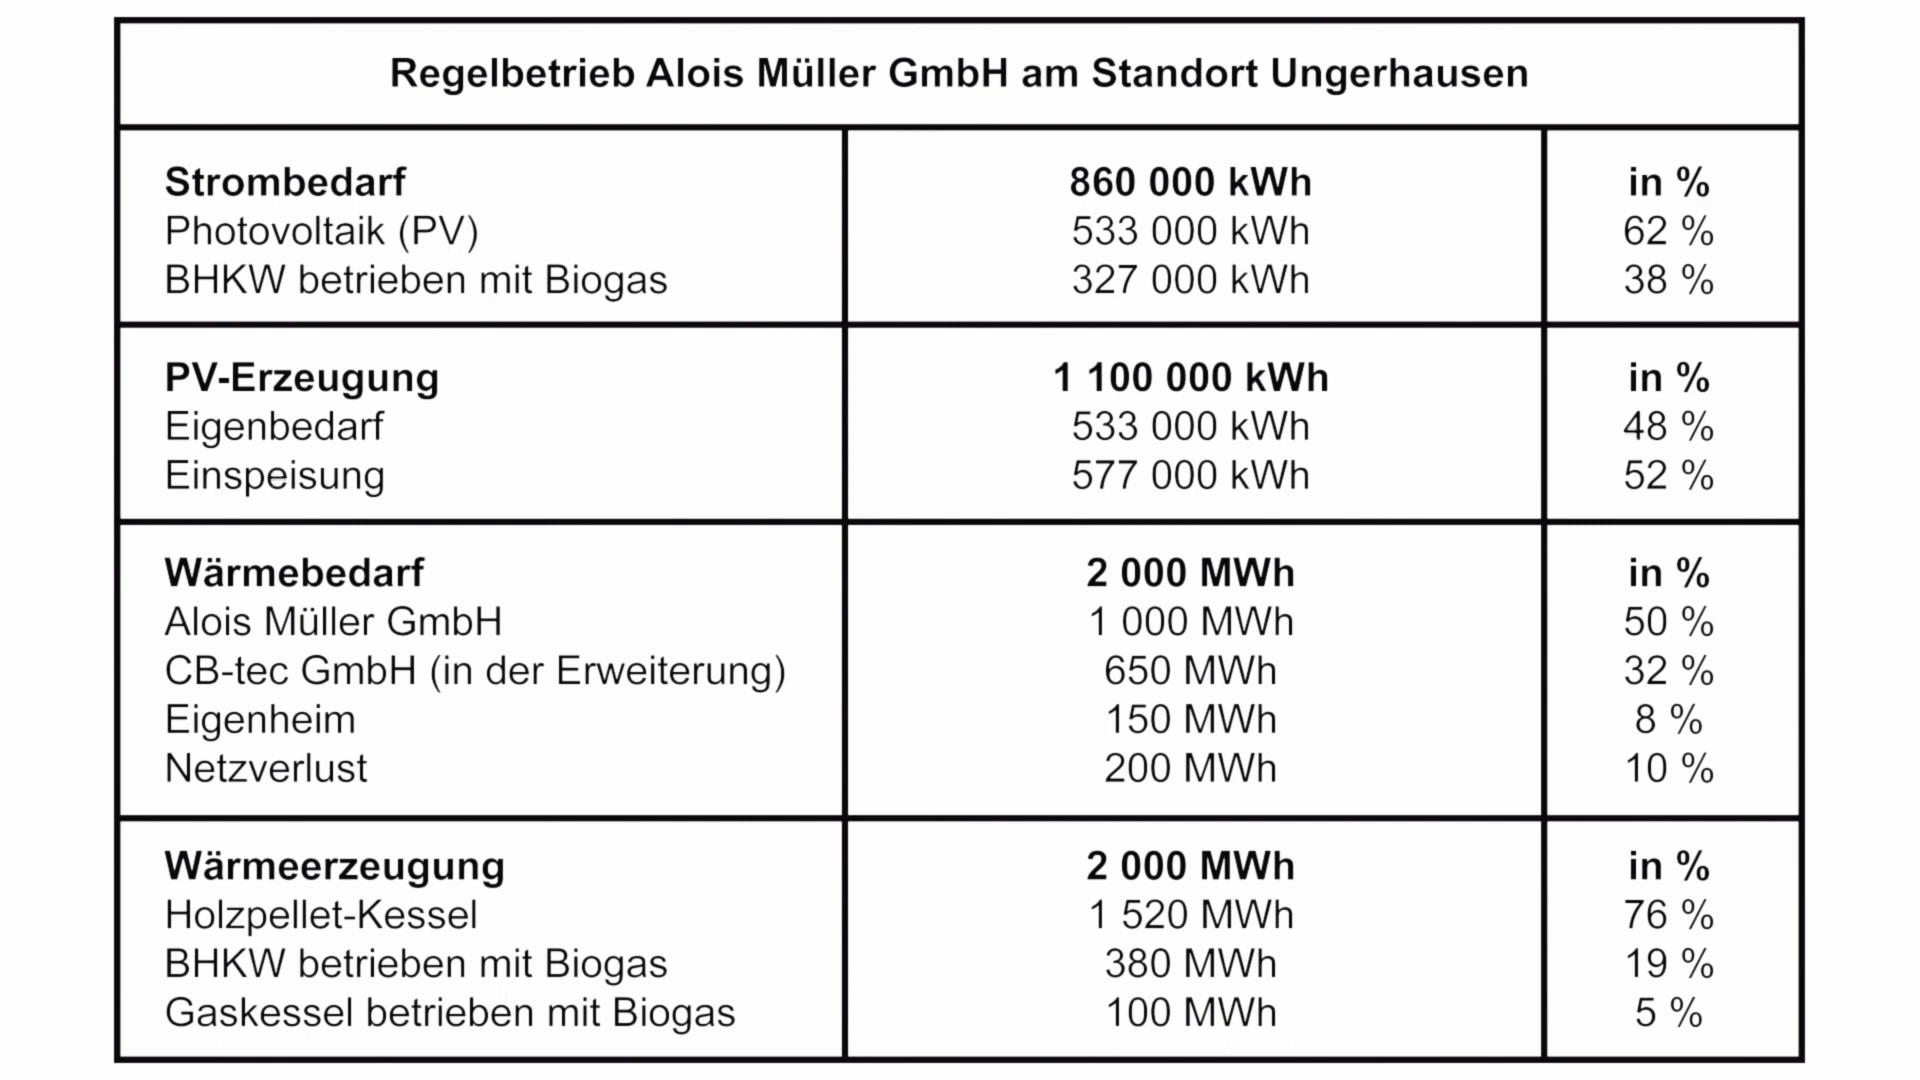 Regelbetrieb Alois Müller GmbH am Standort Ungerhausen
Strombedarf 860 000 kWh in %
Photovoltaik (PV) 533 000 kWh 62 %
BHKW betrieben mit Biogas 327 000 kWh 38 %
PV-Erzeugung 1 100 000 kWh in %
Eigenbedarf 533 000 kWh 48 %
Einspeisung 577 000 kWh 52 %
Wärmebedarf 2 000 MWh in %
Alois Müller GmbH 1 000 MWh 50 %
CB-tec GmbH (in der Erweiterung) 650 MWh 32 %
Eigenheim 150 MWh 8 %
Netzverlust 200 MWh 10 %
Wärmeerzeugung 2 000 MWh in %
Holzpellet-Kessel 1 520 MWh 76 %
BHKW betrieben mit Biogas 380 MWh 19 %
Gaskessel betrieben mit Biogas 100 MWh 5 %